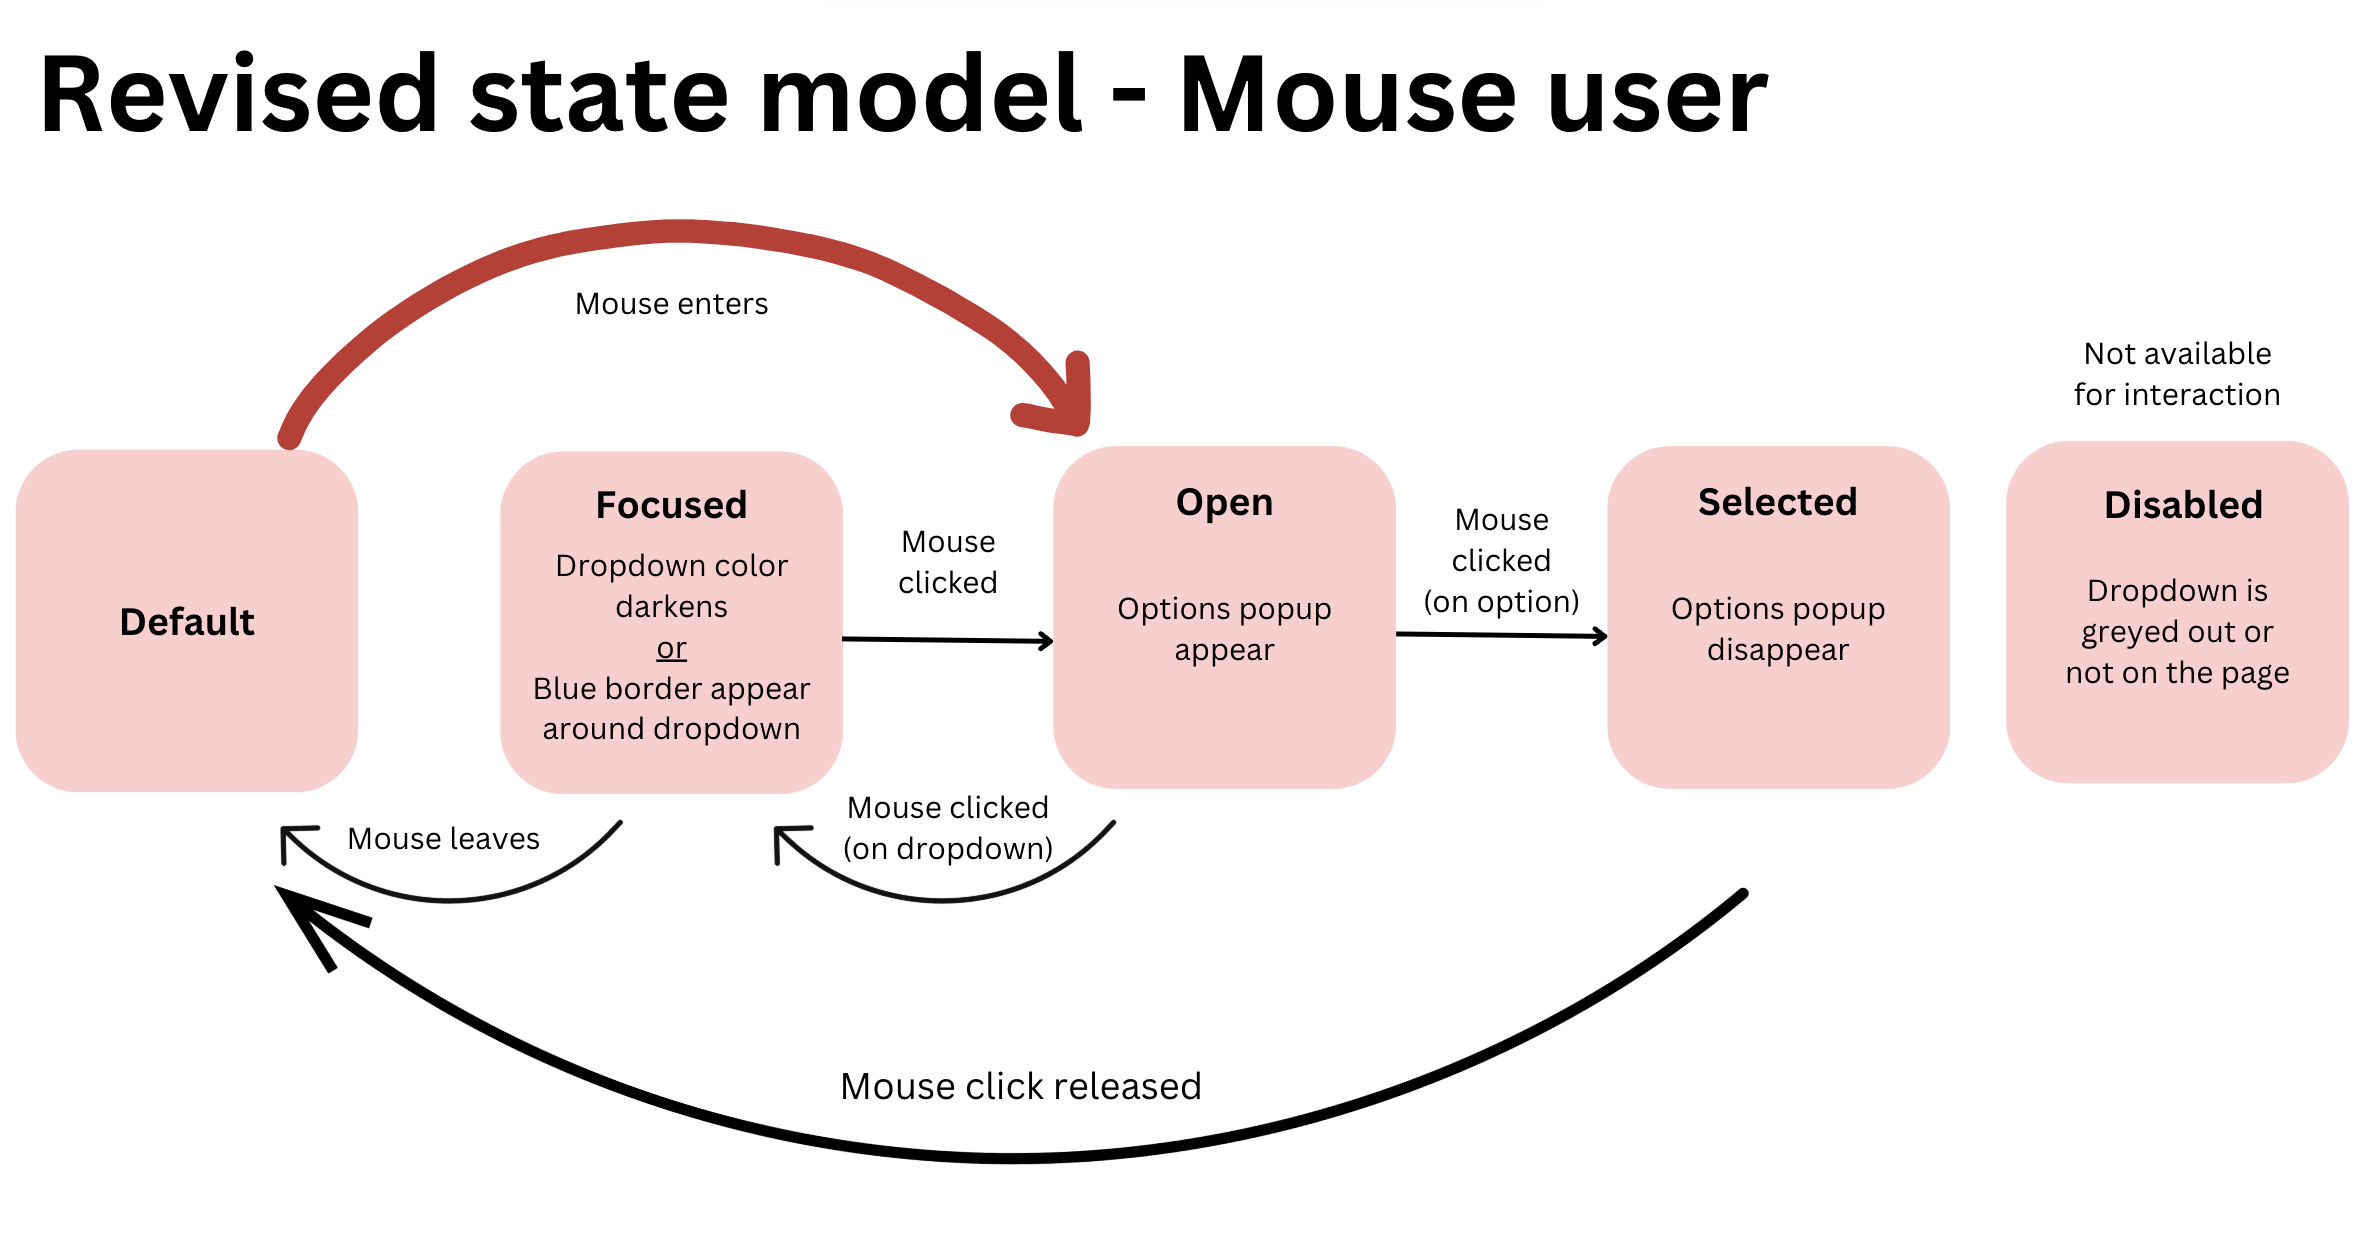 Revised state model - Mouse user
Mouse enters
Default
Focused
Dropdown color
darkens
or
Blue border appear
around dropdown
Mouse
clicked
Open
Options popup
appear
Mouse
clicked
(on option)
Selected
Options popup
disappear
Not available
for interaction
Disabled
Dropdown is
greyed out or
not on the page
Mouse leaves
Mouse clicked
(on dropdown)
Mouse click released